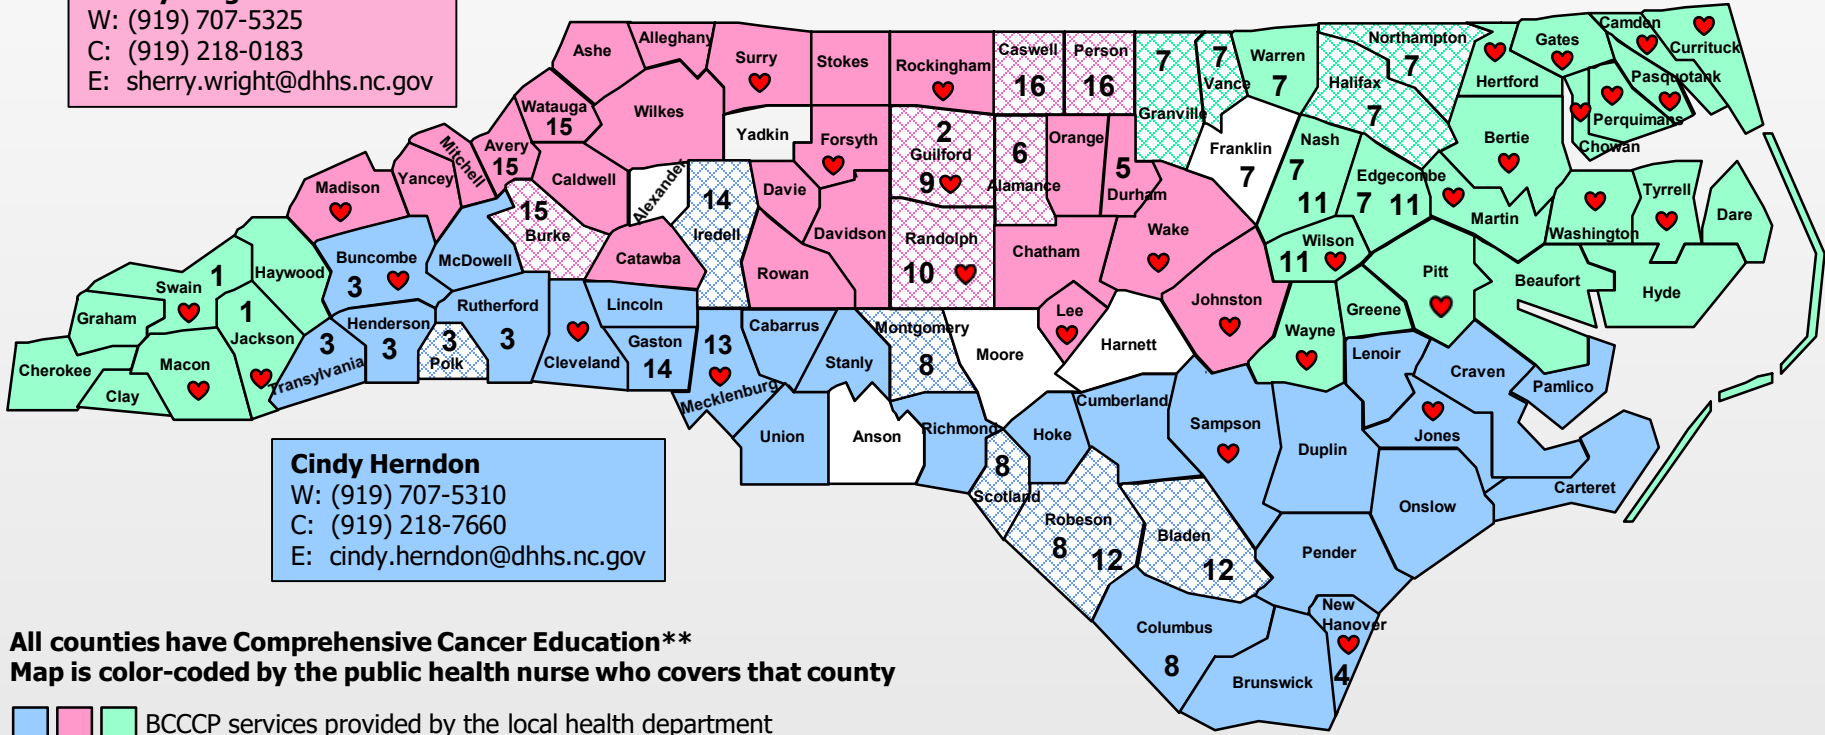 W: (919) 707-5325
C: (919) 218-0183
E: sherry.wright@dhhs.nc.gov
Ashe
Alleghany
Surry
Stokes
Rockingham
Caswell
16
Person
16
7
Granville
7
Vance
Warren
7
Northampton
7
Halifax
7
Hertford
Gates
Camden
Currituck
Pasquotank
Perquimans
Chowan
Bertie
Watauga
15
Wilkes
Yadkin
Forsyth
2
Guilford
9
6
Alamance
Orange
5
Durham
Franklin
7
Nash
7
11
Edgecombe
7 11
Martin
Washington
Tyrrell
Dare
Mitchell
Avery
15
Yancey
Madison
Caldwell
Alexander
14
Iredell
Davie
Davidson
Rowan
Randolph
10
Chatham
Wake
Wilson
11
Pitt
Beaufort
Hyde
15
Burke
Catawba
McDowell
Buncombe
3
Haywood
1
Swain
Graham
1
Jackson
Cherokee
Clay
Macon
3
Transylvania
Henderson
3
3
Polk
Rutherford
3
Cleveland
Lincoln
Gaston
14
13
Mecklenburg
Cabarrus
Stanly
Union
Montgomery
8
Anson
Richmond
Moore
Lee
Harnett
Johnston
Wayne
Greene
Lenoir
Craven
Pamlico
Jones
Carteret
Onslow
Duplin
Sampson
Cumberland
Hoke
8
Scotland
Robeson
8 12
Bladen
12
Pender
New
Hanover
4
Columbus
8
Brunswick
Cindy Herndon
W: (919) 707-5310
C: (919) 218-7660
E: cindy.herndon@dhhs.nc.gov
All counties have Comprehensive Cancer Education**
Map is color-coded by the public health nurse who covers that county
BCCCP services provided by the local health department